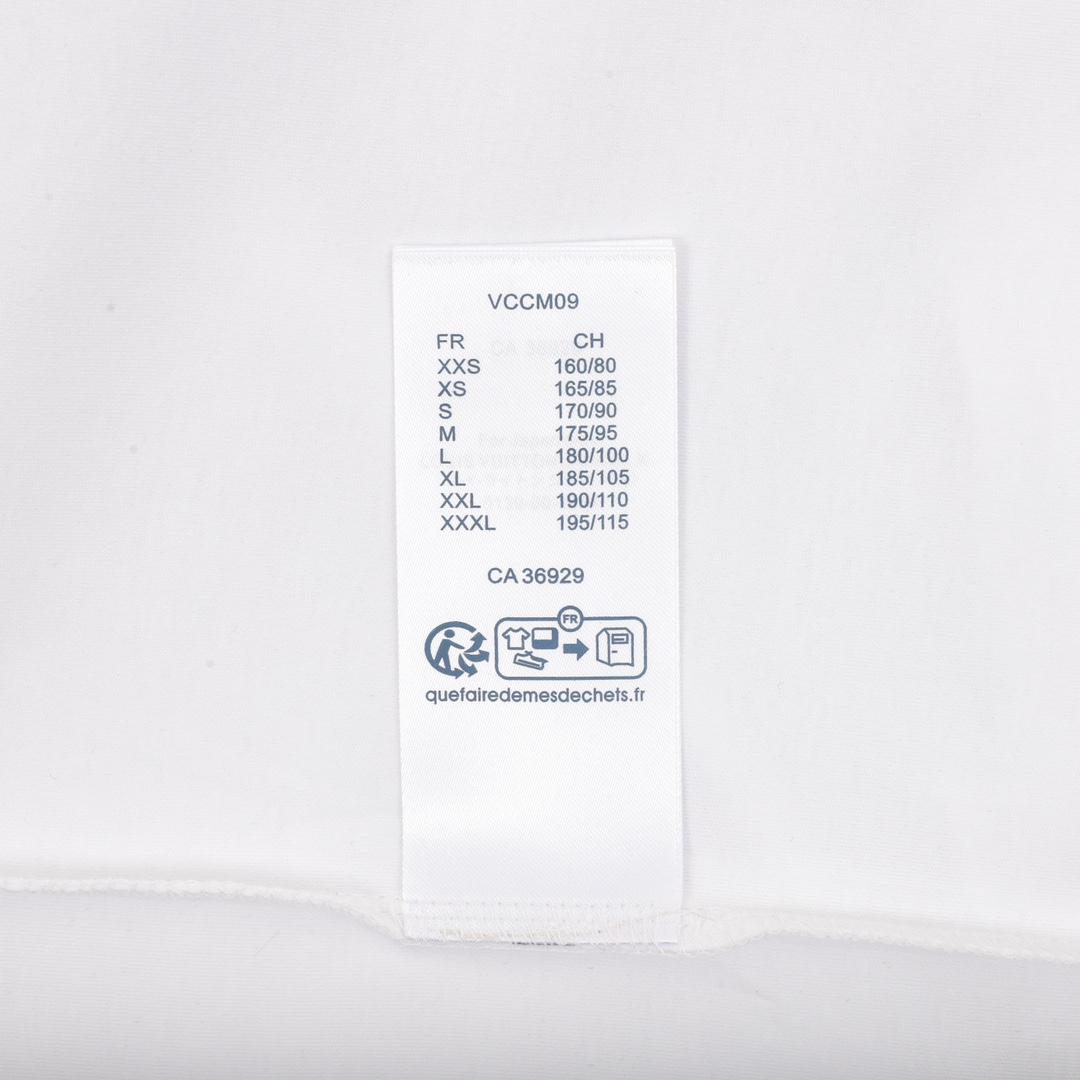 VCCM09
FR CH
XXS 160/80
XS 165/85
S 170/90
M 175/95
L 180/100
XL 185/105
XXL 190/110
XXXL 195/115
CA 36929
FR
quefairedemesdechets.fr